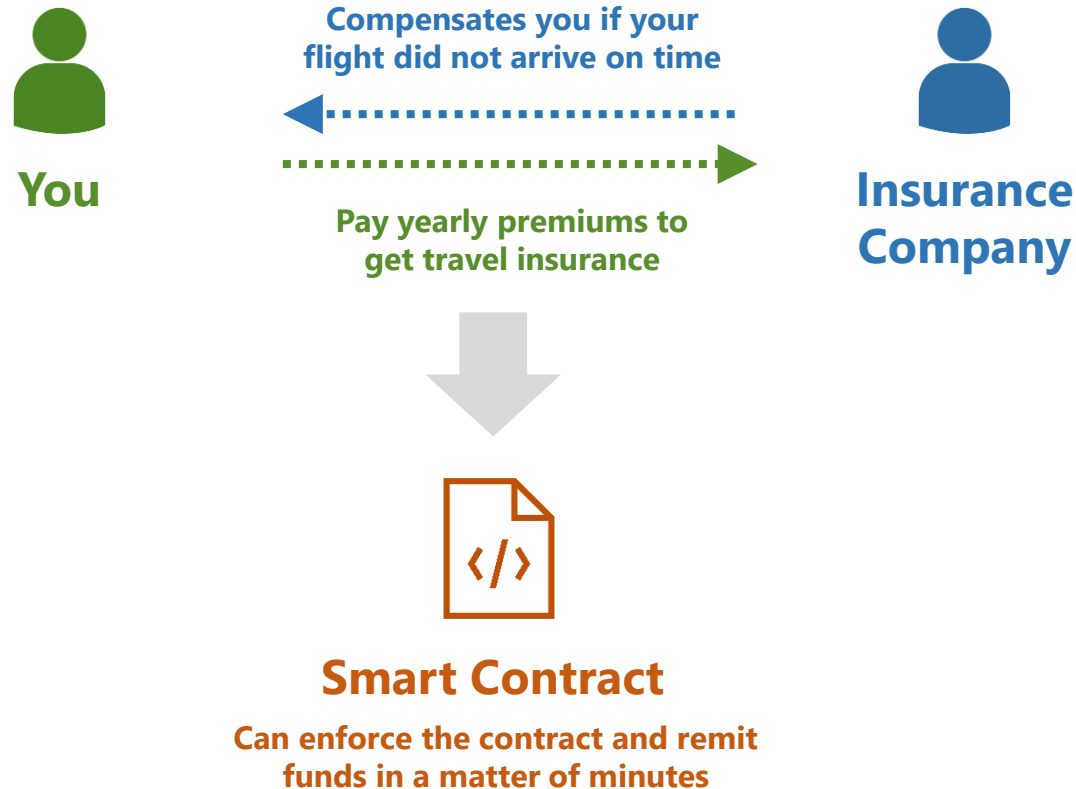 Compensates you if your
flight did not arrive on time
You
Insurance
Company
Pay yearly premiums to
get travel insurance
</>
Smart Contract
Can enforce the contract and remit
funds in a matter of minutes